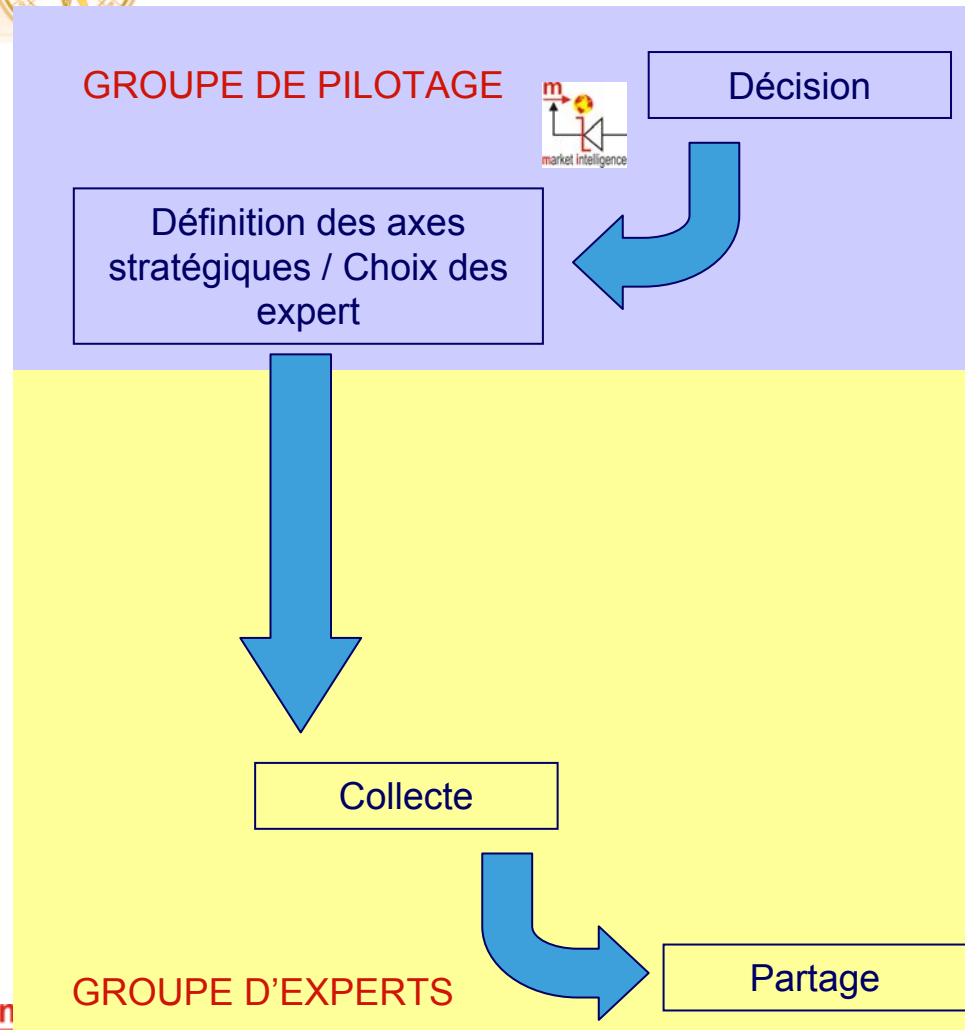 GROUPE DE PILOTAGE
m
market intelligence
Décision
Définition des axes
stratégiques / Choix des
expert
Collecte
Partage
GROUPE D’EXPERTS